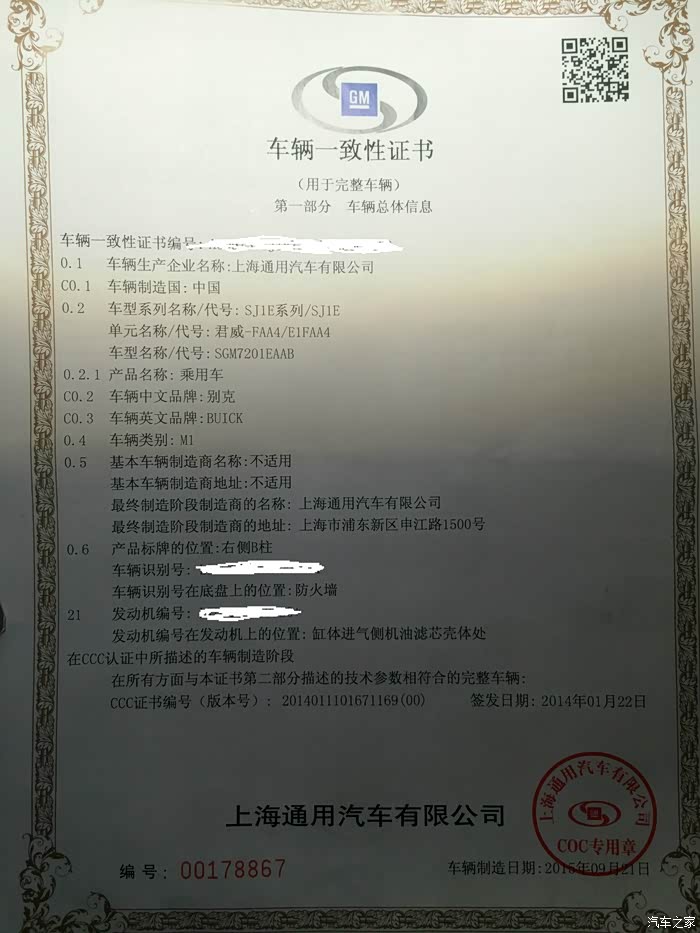 GM
车辆一致性证书
（用于完整车辆）
第一部分 车辆总体信息
车辆一致性证书编号:
0.1 车辆生产企业名称:上海通用汽车有限公司
C0.1 车辆制造国:中国
0.2 车型系列名称/代号: SJ1E系列/SJ1E
单元名称/代号: 君威-FAA4/E1FAA4
车型名称/代号: SGM7201EAAB
0.2.1 产品名称: 乘用车
C0.2 车辆中文品牌: 别克
C0.3 车辆英文品牌:BUICK
0.4 车辆类别: M1
0.5 基本车辆制造商名称:不适用
基本车辆制造商地址:不适用
最终制造阶段制造商的名称: 上海通用汽车有限公司
最终制造阶段制造商的地址: 上海市浦东新区申江路1500号
0.6 产品标牌的位置:右侧B柱
车辆识别号:
车辆识别号在底盘上的位置:防火墙
21 发动机编号:
发动机编号在发动机上的位置: 缸体进气侧机油滤芯壳体处
在CCC认证中所描述的车辆制造阶段
在所有方面与本证书第二部分描述的技术参数相符合的完整车辆:
CCC证书编号（版本号）: 2014011101671169(00) 签发日期: 2014年01月22日
上海通用汽车有限公司
上海通用汽车有限公司
COC专用章
编号: 00178867 车辆制造日期:2015年09月21日
汽车之家